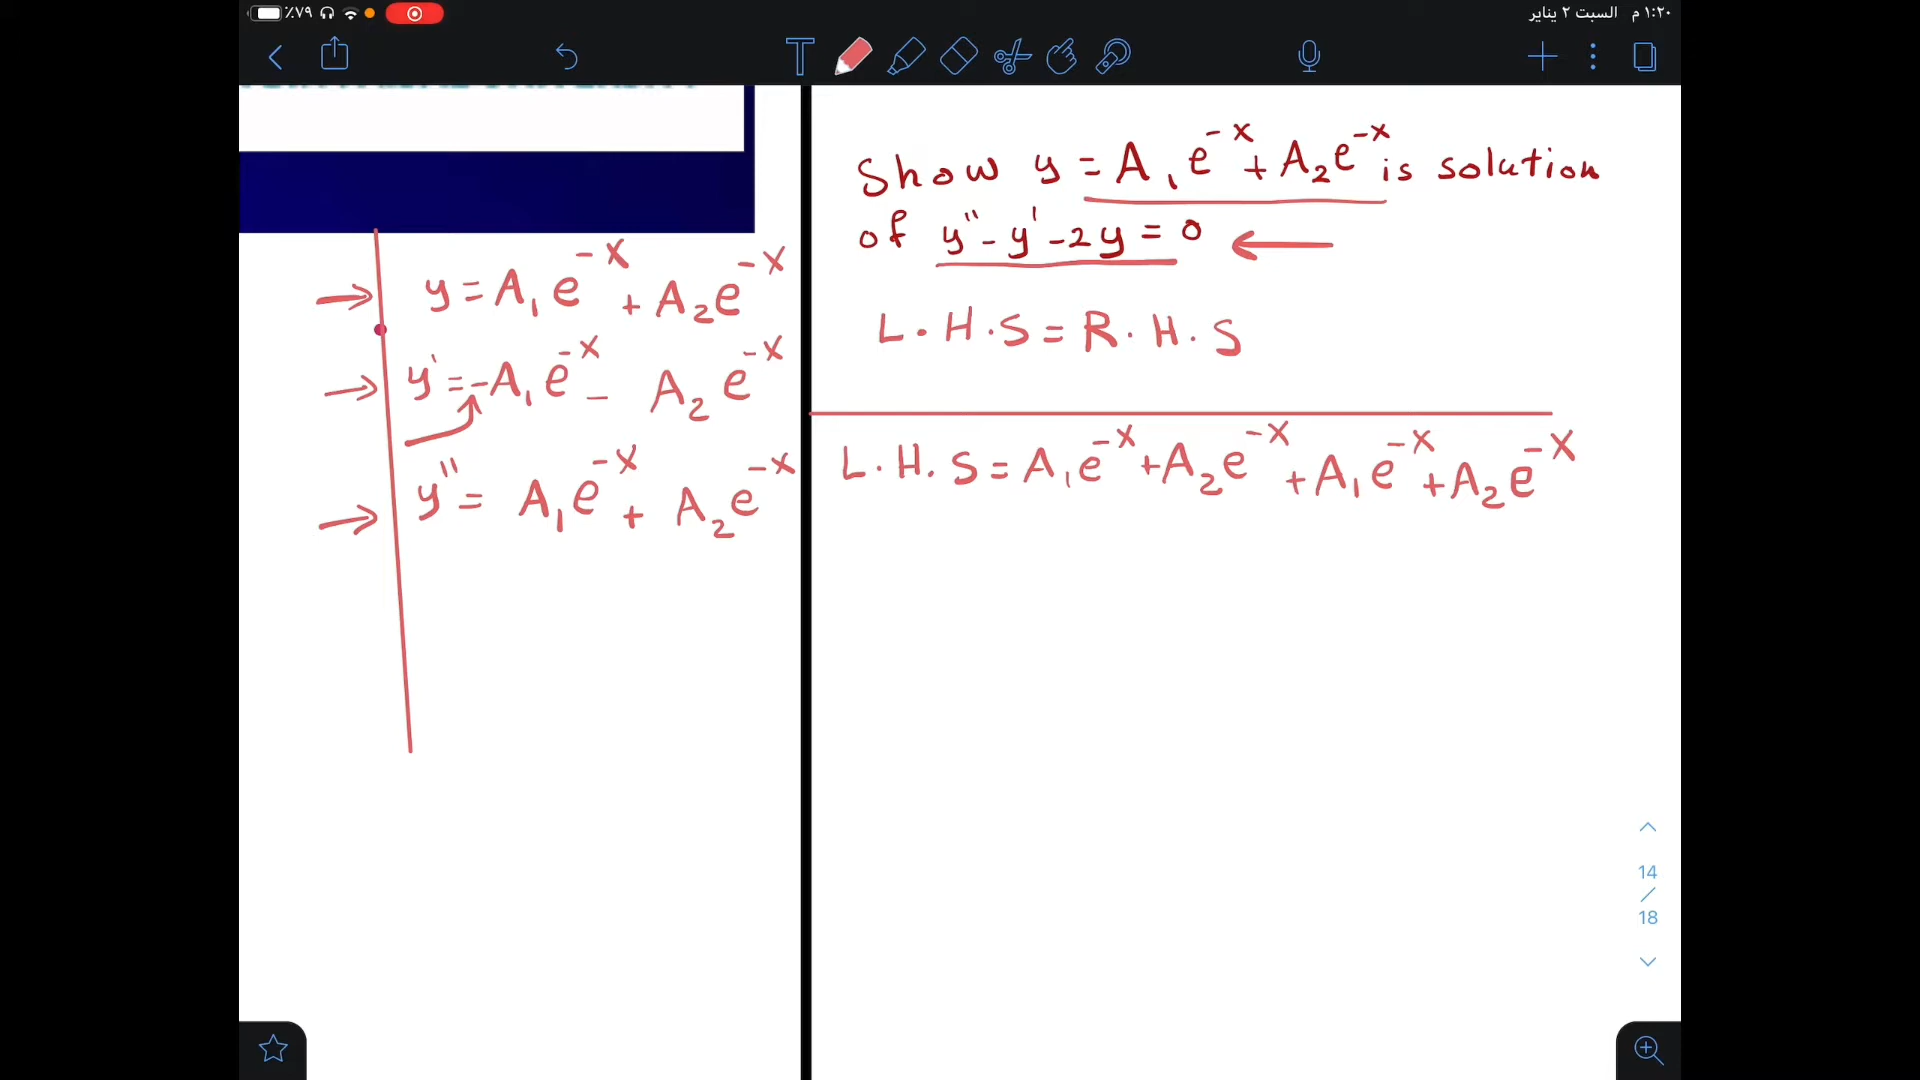 ٪٧٩
١:٢٠ م السبت ٢ يناير
y = A₁e^-x + A₂e^-x
y' = -A₁e^-x - A₂e^-x
y'' = A₁e^-x + A₂e^-x
Show y = A₁e^-x + A₂e^-x is solution
of y'' - y' - 2y = 0
L.H.S = R.H.S
L.H.S = A₁e^-x + A₂e^-x + A₁e^-x + A₂e^-x
14
/
18